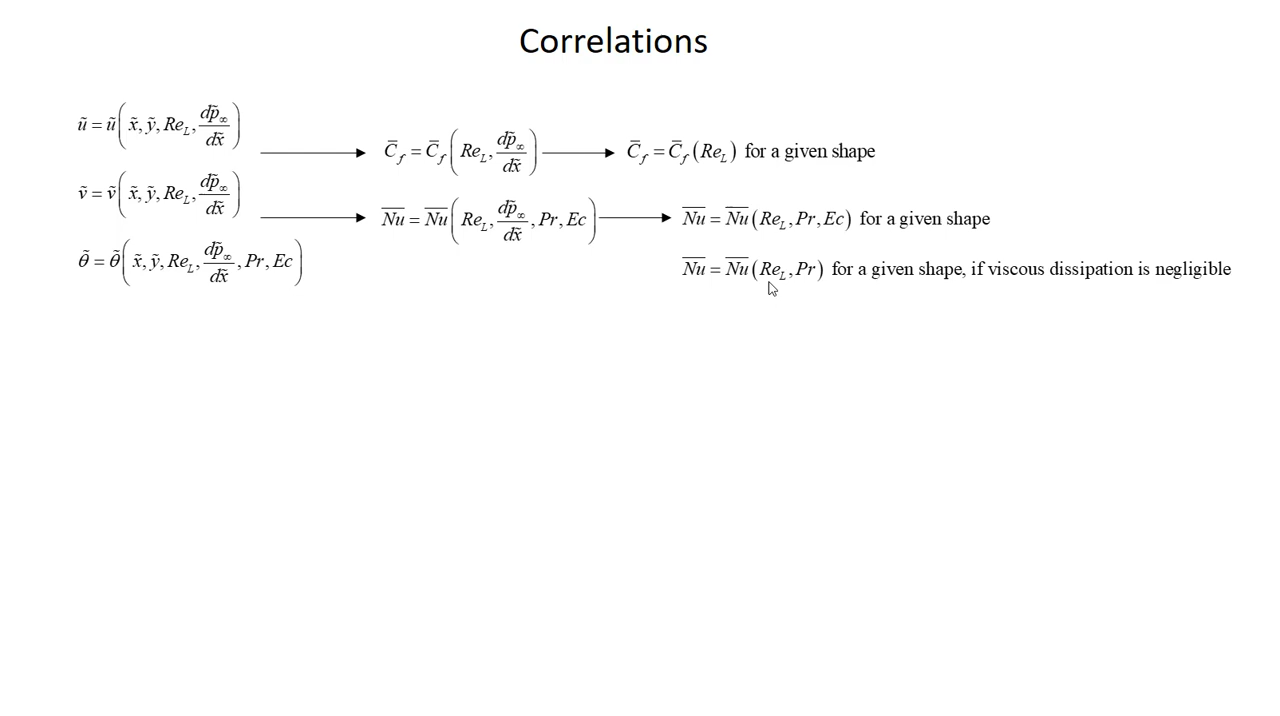 Correlations
ũ = ũ(x̃, ỹ, Re_L, dp̃_∞/dx̃)
ṽ = ṽ(x̃, ỹ, Re_L, dp̃_∞/dx̃)
θ̃ = θ̃(x̃, ỹ, Re_L, dp̃_∞/dx̃, Pr, Ec)
C̄_f = C̄_f(Re_L, dp̃_∞/dx̃)
N̅u̅ = N̅u̅(Re_L, dp̃_∞/dx̃, Pr, Ec)
C̄_f = C̄_f(Re_L) for a given shape
N̅u̅ = N̅u̅(Re_L, Pr, Ec) for a given shape
N̅u̅ = N̅u̅(Re_L, Pr) for a given shape, if viscous dissipation is negligible